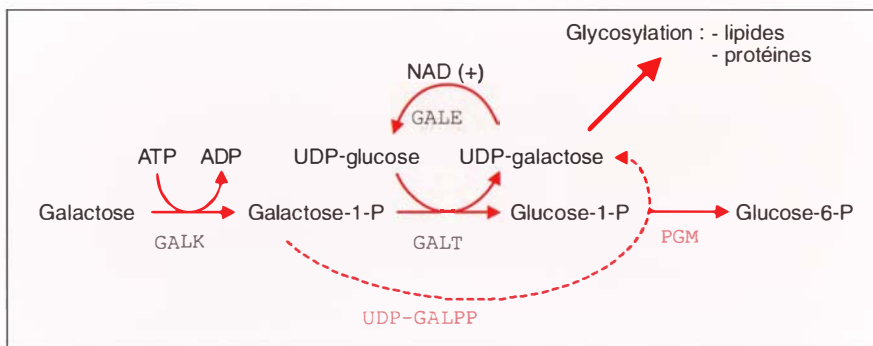 Glycosylation : - lipides
- protéines
NAD (+)
GALE
ATP ADP UDP-glucose UDP-galactose
Galactose Galactose-1-P Glucose-1-P Glucose-6-P
GALK GALT PGM
UDP-GALPP